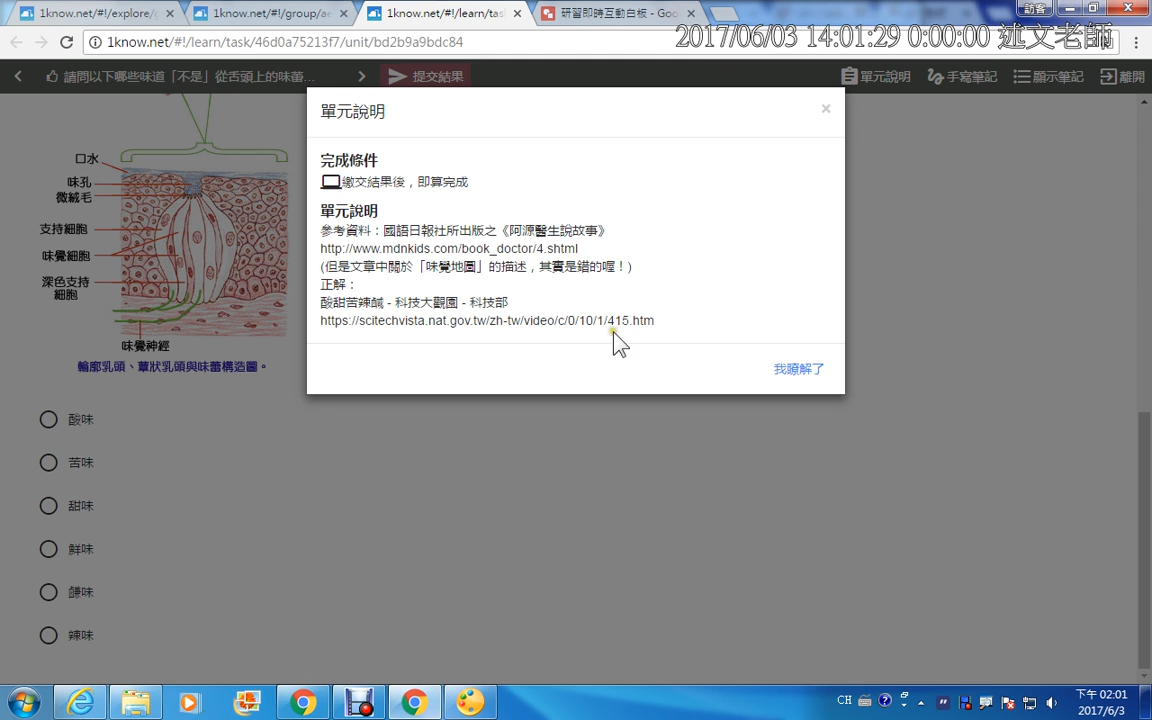 1know.net/#!/explore/
1know.net/#!/group/ae
1know.net/#!/learn/tas
研習即時互動白板 - Goo
訪客
1know.net/#!/learn/task/46d0a75213f7/unit/bd2b9a9bdc84
2017/06/03 14:01:29 0:00:00 述文老師
請問以下哪些味道「不是」從舌頭上的味蕾...
提交結果
單元說明
手寫筆記
顯示筆記
離開
單元說明
×
完成條件
繳交結果後，即算完成
單元說明
參考資料：國語日報社所出版之《阿源醫生說故事》
http://www.mdnkids.com/book_doctor/4.shtml
(但是文章中關於「味覺地圖」的描述，其實是錯的喔！)
正解：
酸甜苦辣鹹 - 科技大觀園 - 科技部
https://scitechvista.nat.gov.tw/zh-tw/video/c/0/10/1/415.htm
我瞭解了
口水
味孔
微絨毛
支持細胞
味覺細胞
深色支持
細胞
味覺神經
輪廓乳頭、蕈狀乳頭與味蕾構造圖。
酸味
苦味
甜味
鮮味
鹹味
辣味
CH
下午 02:01
2017/6/3